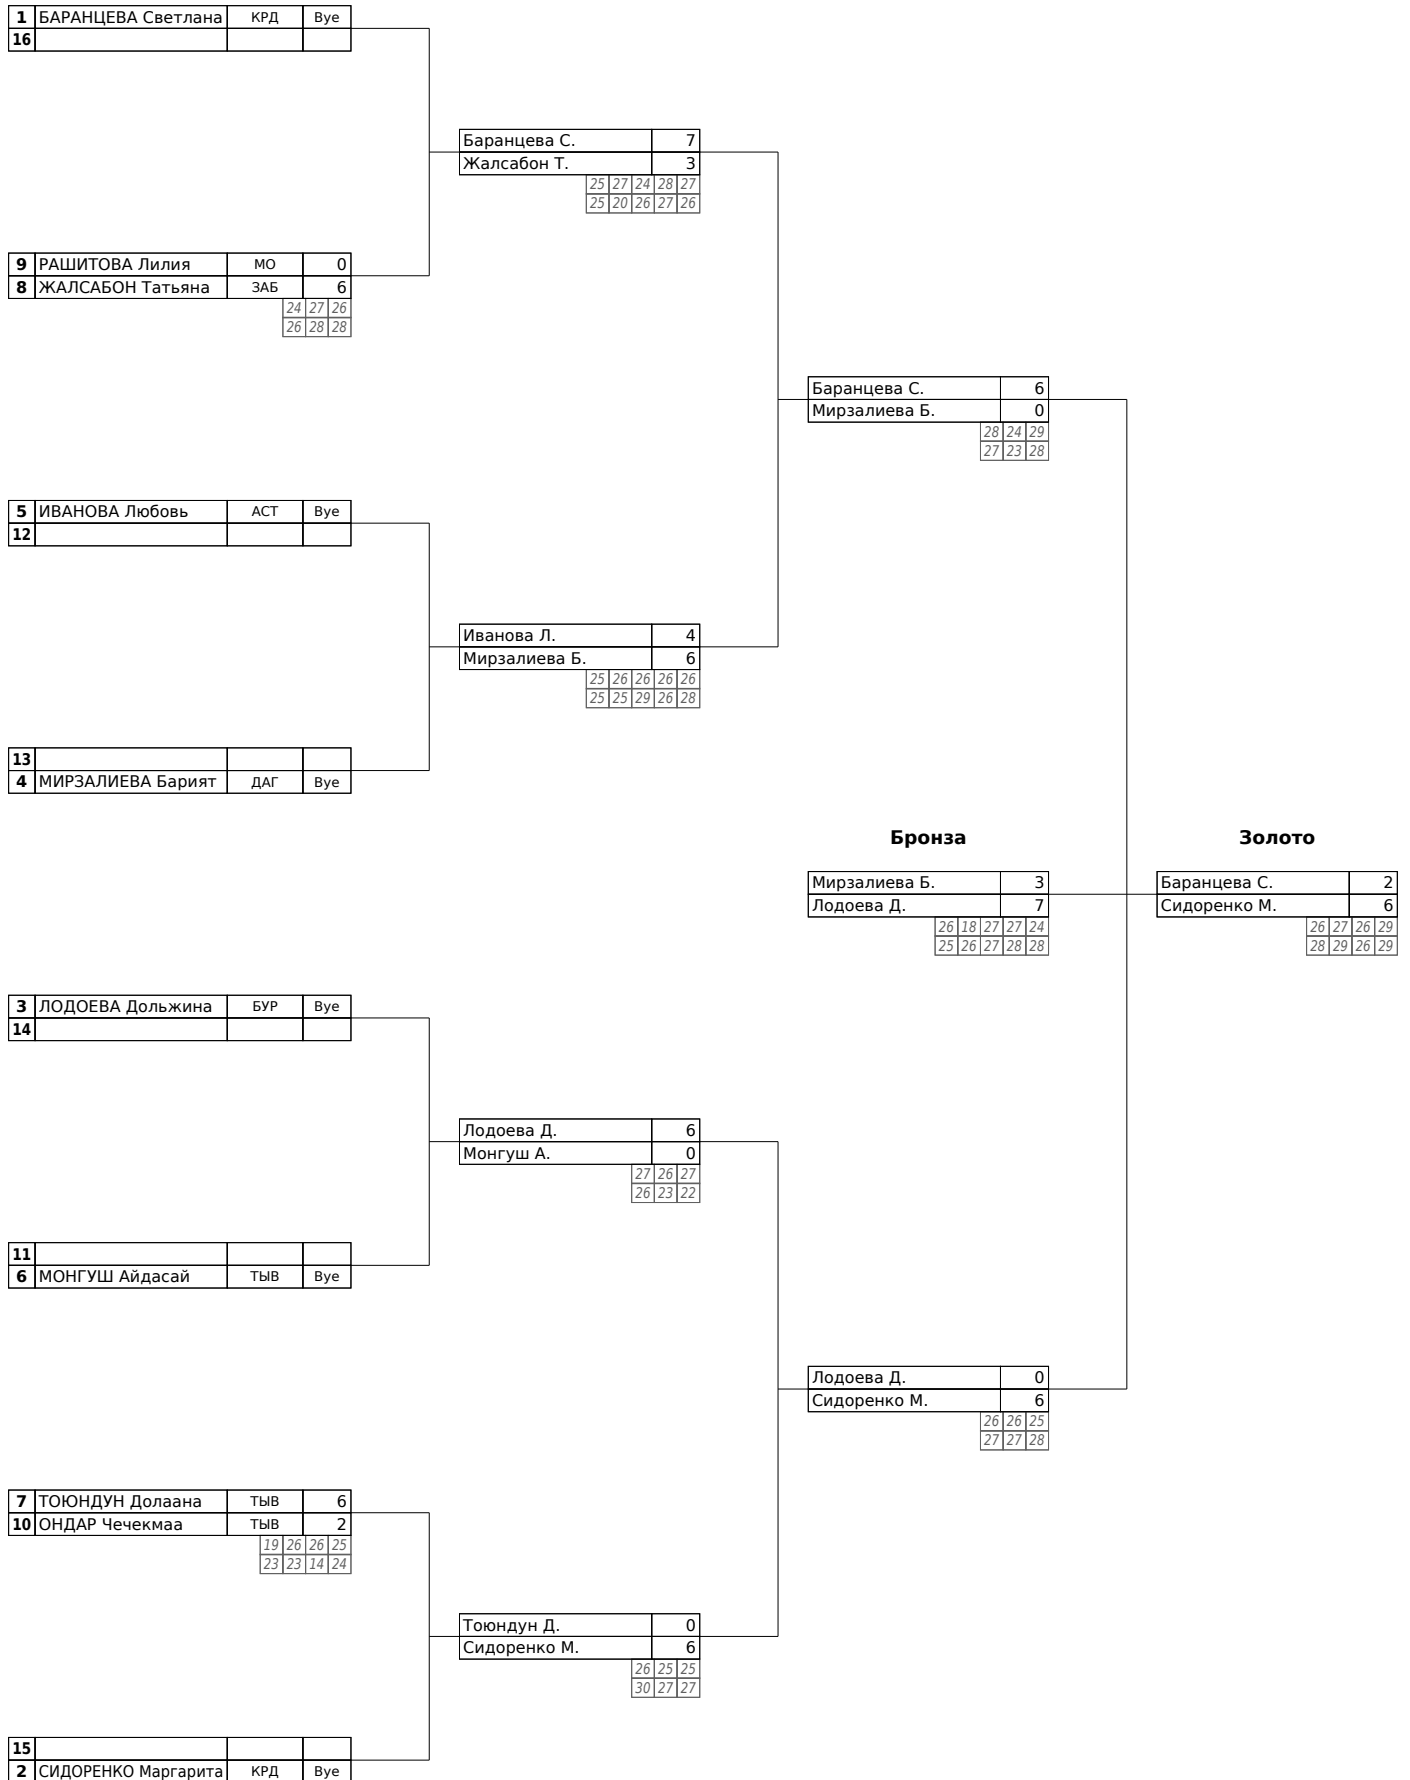 1 БАРАНЦЕВА Светлана КРД Bye
16
Баранцева С. 7
Жалсабон Т. 3
25 27 24 28 27
25 20 26 27 26
9 РАШИТОВА Лилия МО 0
8 ЖАЛСАБОН Татьяна ЗАБ 6
24 27 26
26 28 28
Баранцева С. 6
Мирзалиева Б. 0
28 24 29
27 23 28
5 ИВАНОВА Любовь АСТ Bye
12
Иванова Л. 4
Мирзалиева Б. 6
25 26 26 26 26
25 25 29 26 28
13
4 МИРЗАЛИЕВА Барият ДАГ Bye
Бронза Золото
Мирзалиева Б. 3 Баранцева С. 2
Лодоева Д. 7 Сидоренко М. 6
26 18 27 27 24 26 27 26 29
25 26 27 28 28 28 29 26 29
3 ЛОДОЕВА Дольжина БУР Bye
14
Лодоева Д. 6
Монгуш А. 0
27 26 27
26 23 22
11
6 МОНГУШ Айдасай ТЫВ Bye
Лодоева Д. 0
Сидоренко М. 6
26 26 25
27 27 28
7 ТОЮНДУН Долаана ТЫВ 6
10 ОНДАР Чечекмаа ТЫВ 2
19 26 26 25
23 23 14 24
Тоюндун Д. 0
Сидоренко М. 6
26 25 25
30 27 27
15
2 СИДОРЕНКО Маргарита КРД Bye